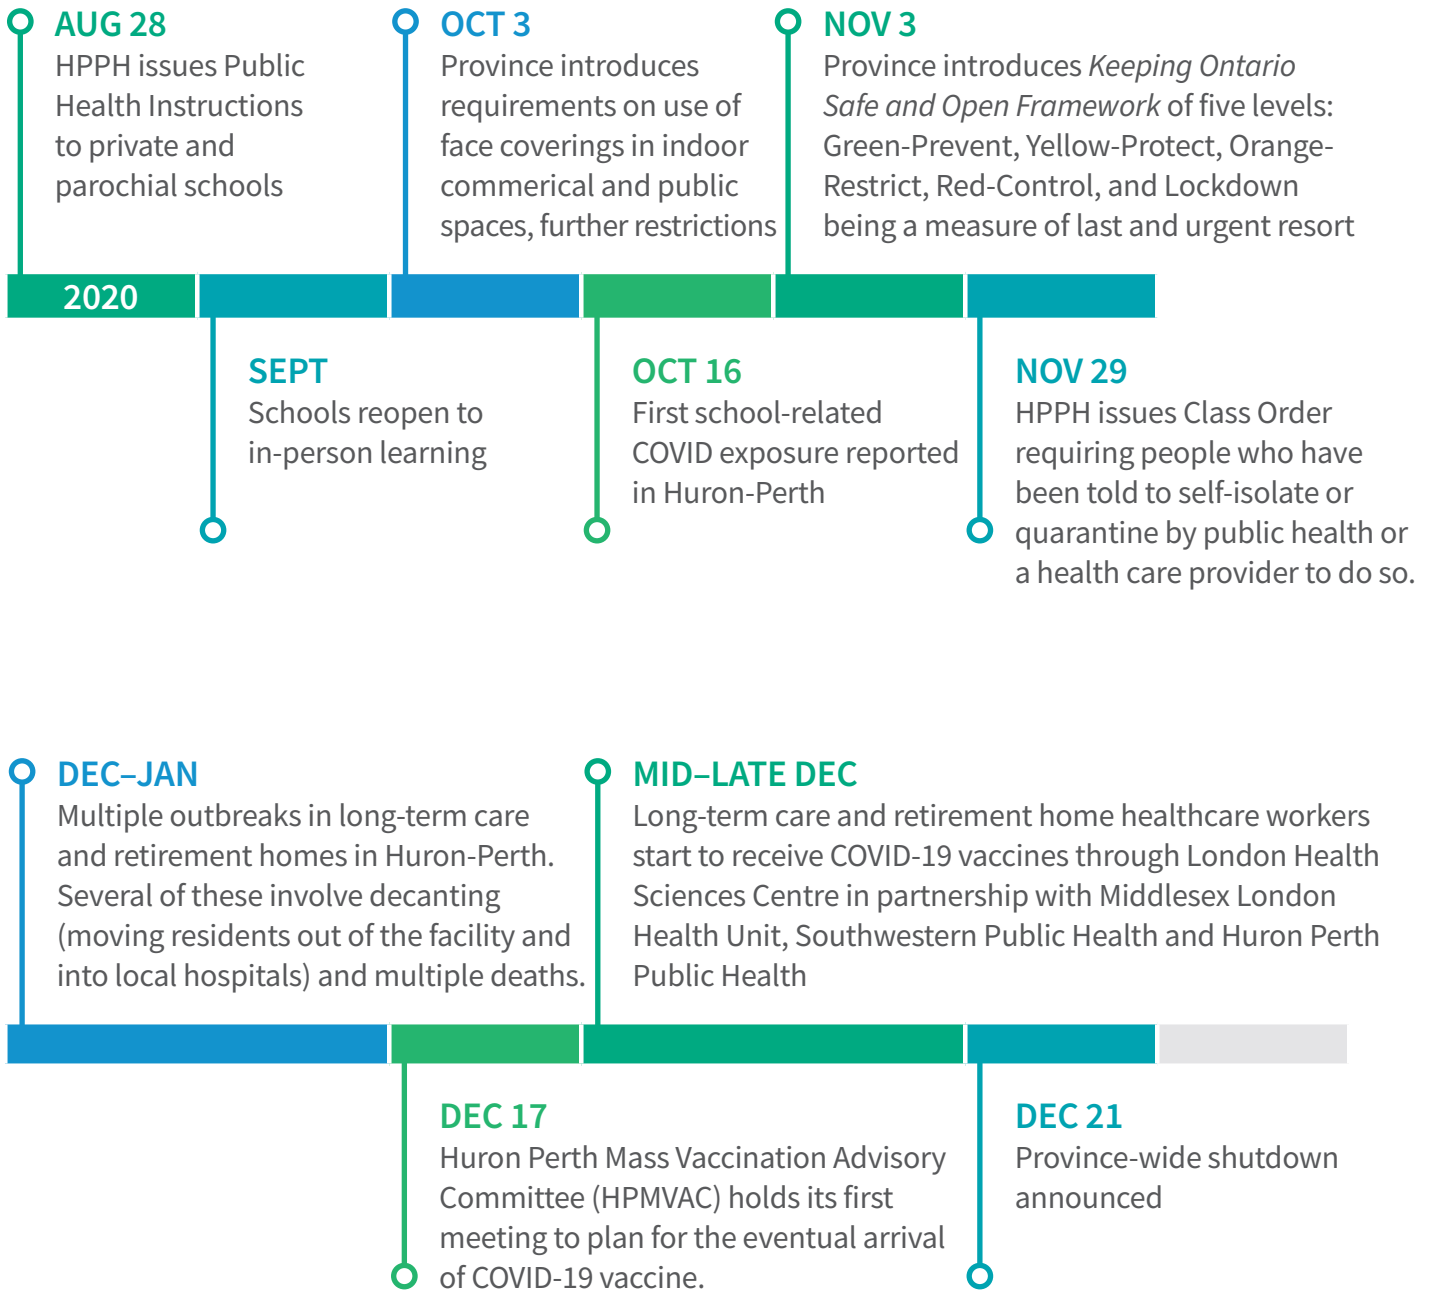 AUG 28
HPPH issues Public
Health Instructions
to private and
parochial schools
OCT 3
Province introduces
requirements on use of
face coverings in indoor
commerical and public
spaces, further restrictions
NOV 3
Province introduces Keeping Ontario
Safe and Open Framework of five levels:
Green-Prevent, Yellow-Protect, Orange-
Restrict, Red-Control, and Lockdown
being a measure of last and urgent resort
2020
SEPT
Schools reopen to
in-person learning
OCT 16
First school-related
COVID exposure reported
in Huron-Perth
NOV 29
HPPH issues Class Order
requiring people who have
been told to self-isolate or
quarantine by public health or
a health care provider to do so.
DEC–JAN
Multiple outbreaks in long-term care
and retirement homes in Huron-Perth.
Several of these involve decanting
(moving residents out of the facility and
into local hospitals) and multiple deaths.
MID–LATE DEC
Long-term care and retirement home healthcare workers
start to receive COVID-19 vaccines through London Health
Sciences Centre in partnership with Middlesex London
Health Unit, Southwestern Public Health and Huron Perth
Public Health
DEC 17
Huron Perth Mass Vaccination Advisory
Committee (HPMVAC) holds its first
meeting to plan for the eventual arrival
of COVID-19 vaccine.
DEC 21
Province-wide shutdown
announced